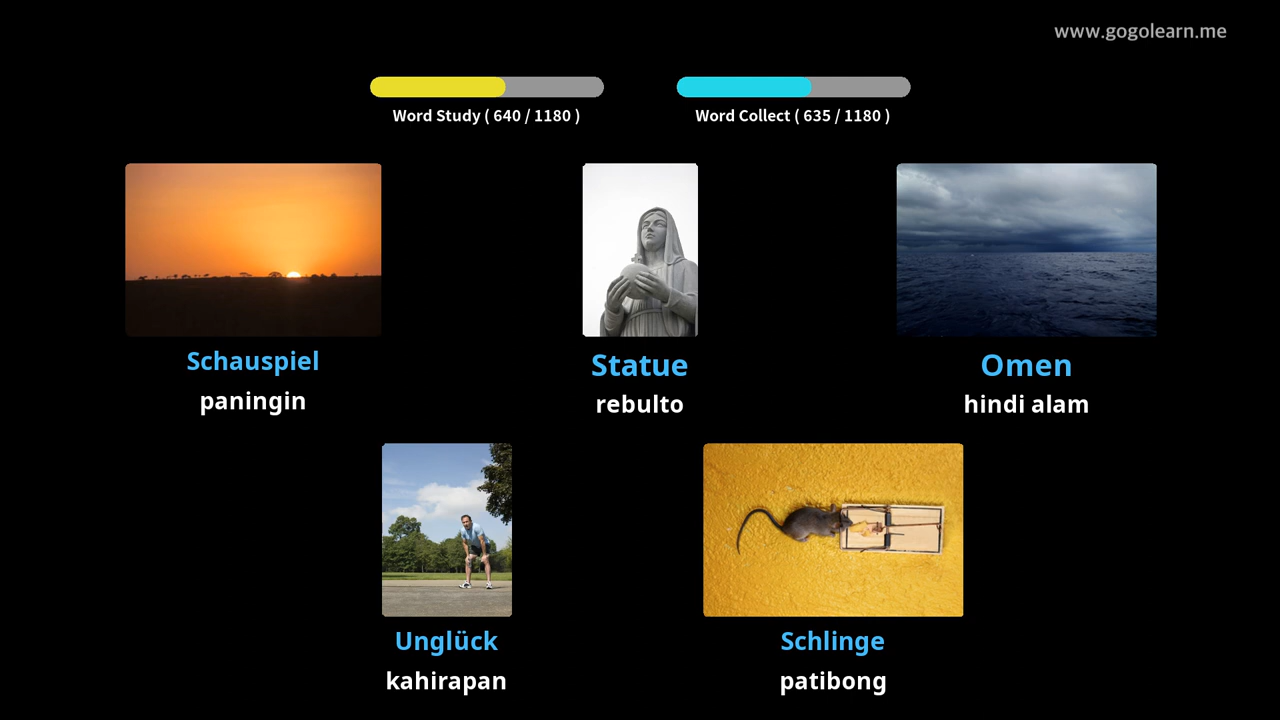 www.gogolearn.me
Word Study ( 640 / 1180 )
Word Collect ( 635 / 1180 )
Schauspiel
paningin
Statue
rebulto
Omen
hindi alam
Unglück
kahirapan
Schlinge
patibong